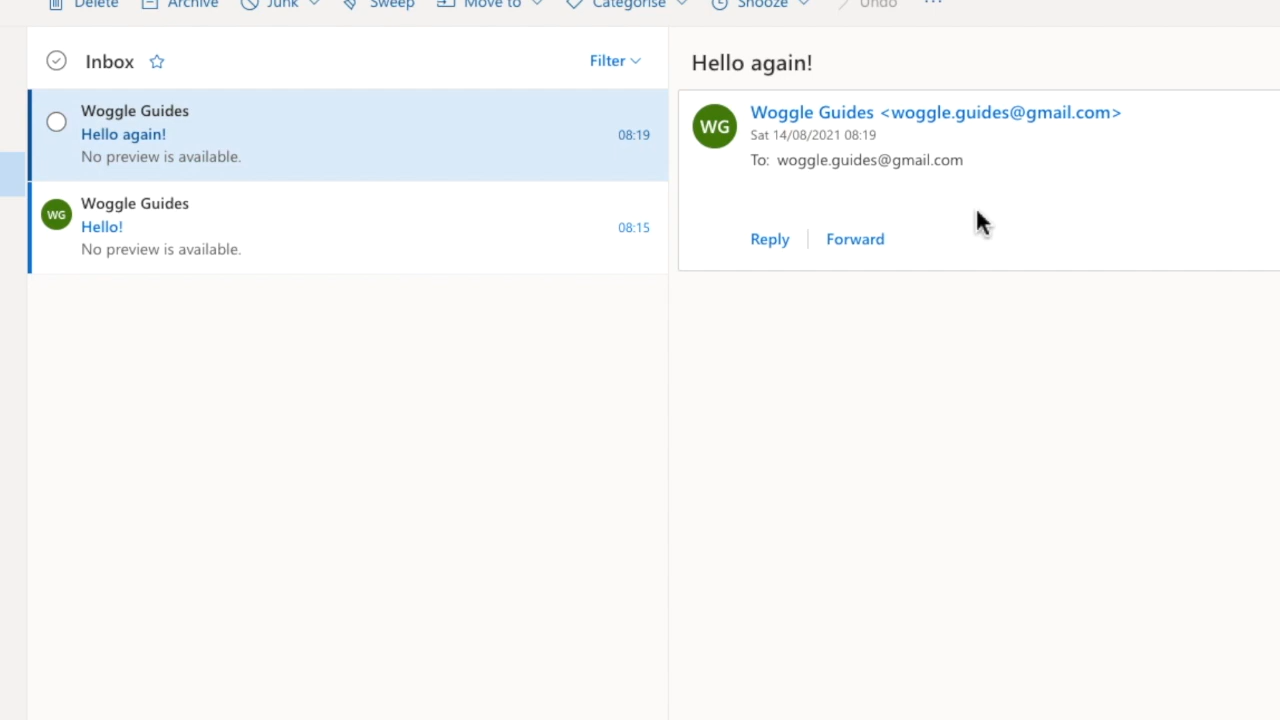 Delete Archive Junk Sweep Move to Categorise Snooze Undo ...
Inbox
Filter
Woggle Guides
Hello again!
08:19
No preview is available.
WG
Woggle Guides
Hello!
08:15
No preview is available.
Hello again!
WG
Woggle Guides <woggle.guides@gmail.com>
Sat 14/08/2021 08:19
To: woggle.guides@gmail.com
Reply
Forward